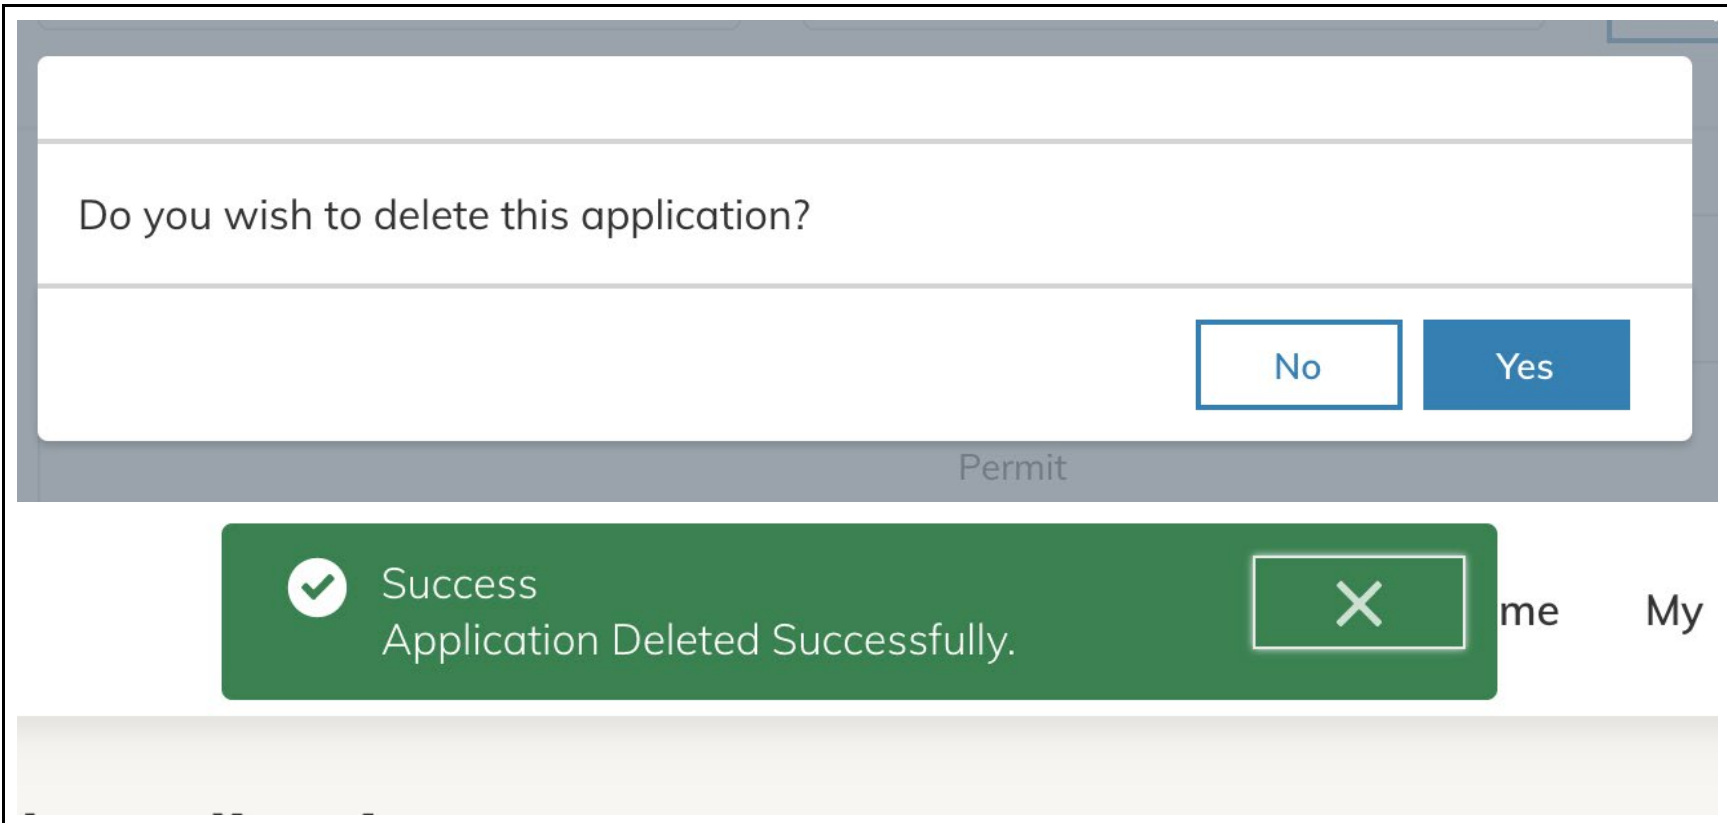 Do you wish to delete this application?
No Yes
Permit
Success
Application Deleted Successfully.
me My